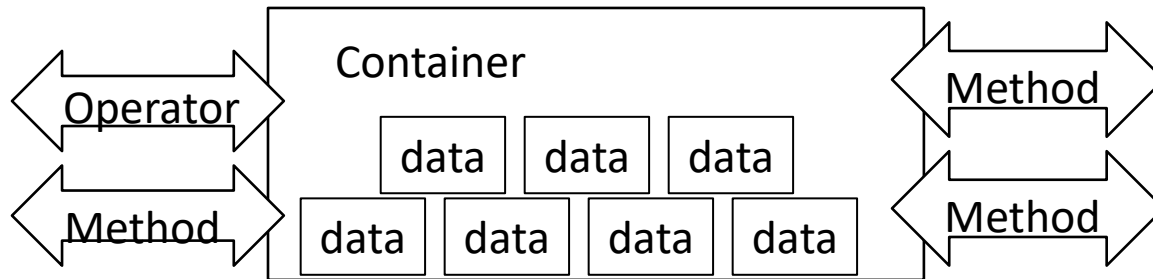 Container
Operator
Method
data data data
Method
Method
data data data data